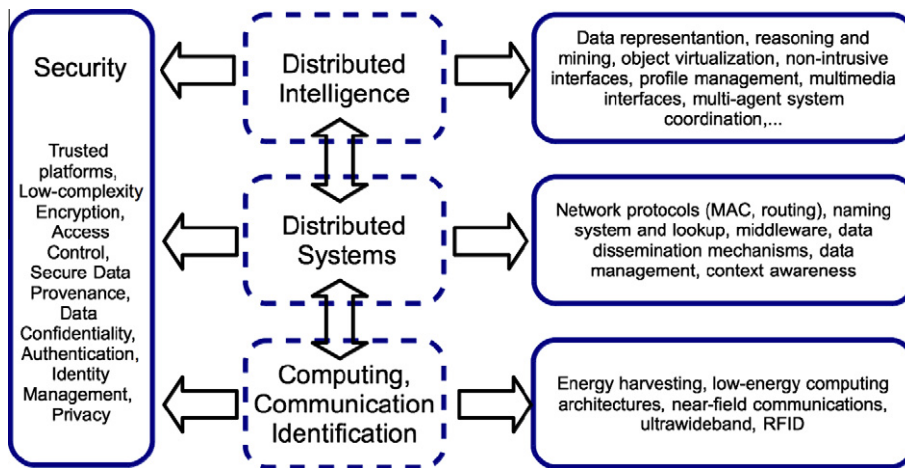 Security
Trusted
platforms,
Low-complexity
Encryption,
Access
Control,
Secure Data
Provenance,
Data
Confidentiality,
Authentication,
Identity
Management,
Privacy
Distributed
Intelligence
Data representantion, reasoning and
mining, object virtualization, non-intrusive
interfaces, profile management, multimedia
interfaces, multi-agent system
coordination,...
Distributed
Systems
Network protocols (MAC, routing), naming
system and lookup, middleware, data
dissemination mechanisms, data
management, context awareness
Computing,
Communication
Identification
Energy harvesting, low-energy computing
architectures, near-field communications,
ultrawideband, RFID